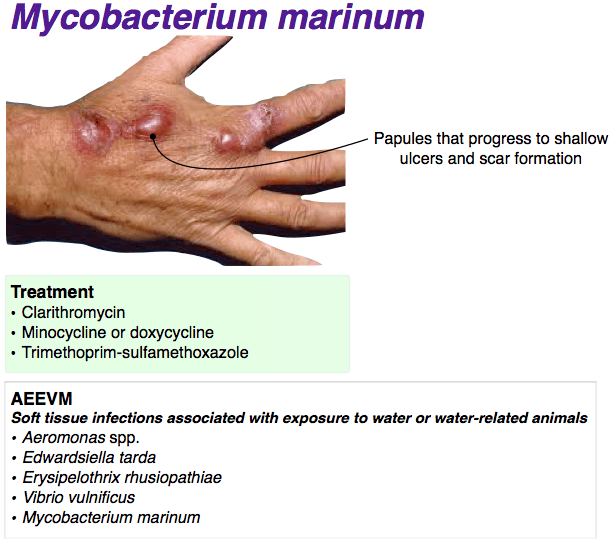 Mycobacterium marinum
Papules that progress to shallow
ulcers and scar formation
Treatment
• Clarithromycin
• Minocycline or doxycycline
• Trimethoprim-sulfamethoxazole
AEEVM
Soft tissue infections associated with exposure to water or water-related animals
• Aeromonas spp.
• Edwardsiella tarda
• Erysipelothrix rhusiopathiae
• Vibrio vulnificus
• Mycobacterium marinum